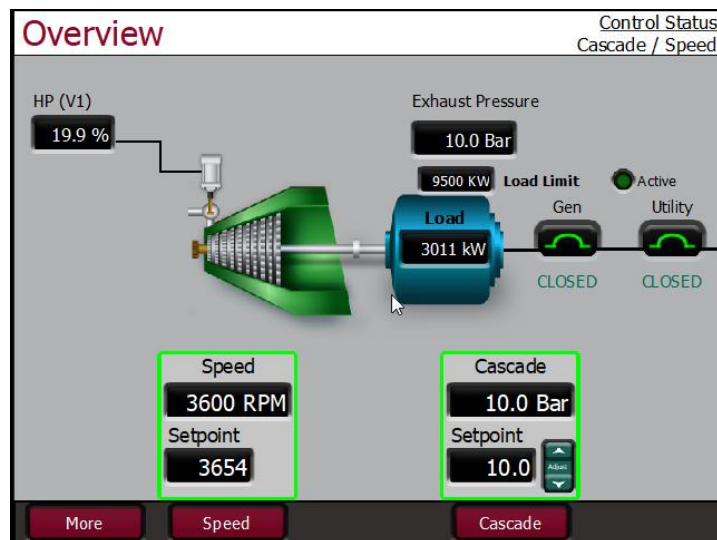 Overview
Control Status
Cascade / Speed
HP (V1)
19.9 %
Exhaust Pressure
10.0 Bar
9500 KW Load Limit Active
Load
3011 kW
Gen
Utility
CLOSED
CLOSED
Speed
3600 RPM
Setpoint
3654
Cascade
10.0 Bar
Setpoint
10.0
Adjust
More
Speed
Cascade